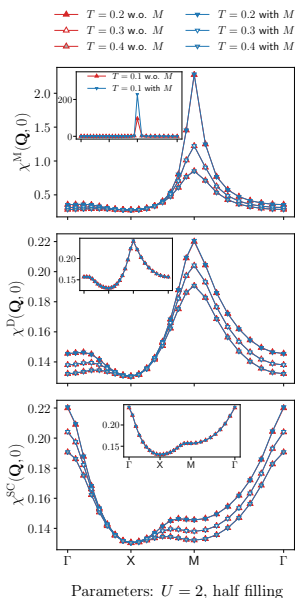 T = 0.2 w.o. M
T = 0.2 with M
T = 0.3 w.o. M
T = 0.3 with M
T = 0.4 w.o. M
T = 0.4 with M
T = 0.1 w.o. M
T = 0.1 with M
200
0
2.0
1.5
1.0
0.5
χ^M(Q, 0)
0.22
0.20
0.18
0.16
0.14
χ^D(Q, 0)
0.20
0.15
0.22
0.20
0.18
0.16
0.14
χ^SC(Q, 0)
0.20
0.15
Γ X M Γ
Γ X M Γ
Parameters: U = 2, half filling